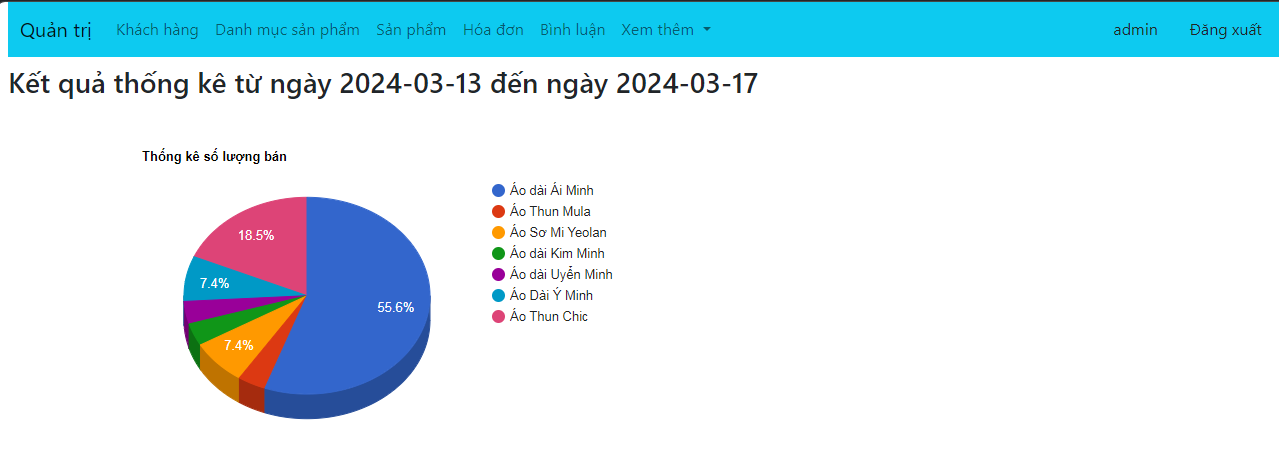 Quản trị Khách hàng Danh mục sản phẩm Sản phẩm Hóa đơn Bình luận Xem thêm admin Đăng xuất
Kết quả thống kê từ ngày 2024-03-13 đến ngày 2024-03-17
Thống kê số lượng bán
18.5%
7.4%
55.6%
7.4%
Áo dài Ái Minh
Áo Thun Mula
Áo Sơ Mi Yeolan
Áo dài Kim Minh
Áo dài Uyển Minh
Áo Dài Ý Minh
Áo Thun Chic